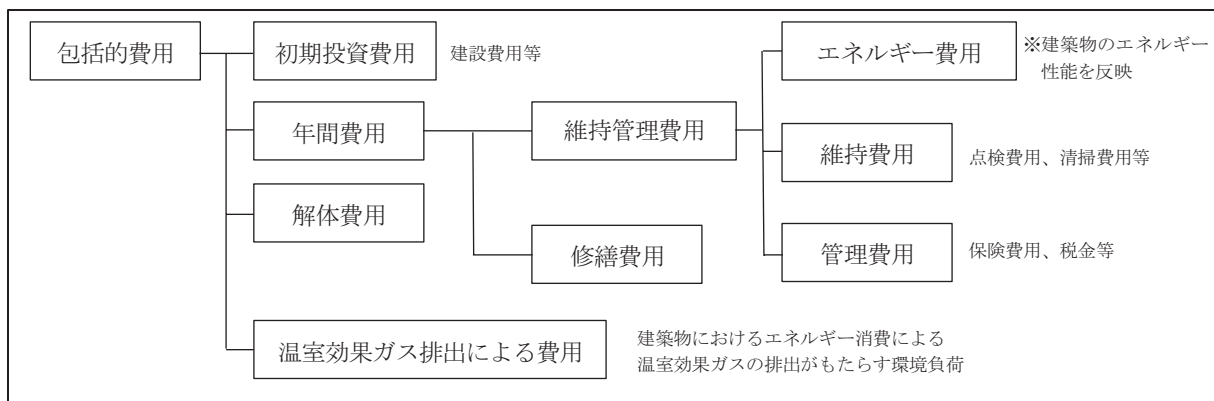 包括的費用
初期投資費用
建設費用等
年間費用
解体費用
温室効果ガス排出による費用
建築物におけるエネルギー消費による
温室効果ガスの排出がもたらす環境負荷
維持管理費用
修繕費用
エネルギー費用
※建築物のエネルギー
性能を反映
維持費用
点検費用、清掃費用等
管理費用
保険費用、税金等